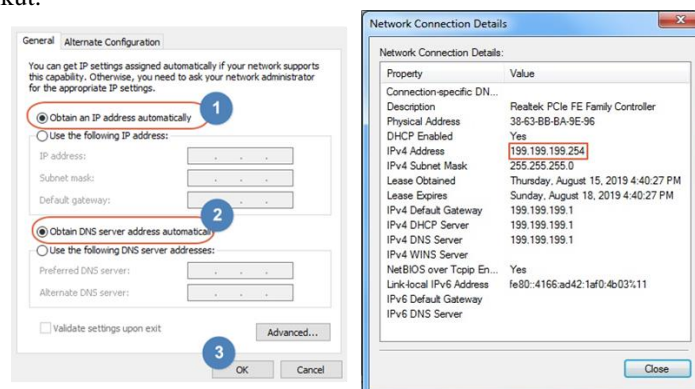 kut:
General Alternate Configuration
You can get IP settings assigned automatically if your network supports
this capability. Otherwise, you need to ask your network administrator
for the appropriate IP settings.
1
Obtain an IP address automatically
Use the following IP address:
IP address:
Subnet mask:
Default gateway:
2
Obtain DNS server address automatically
Use the following DNS server addresses:
Preferred DNS server:
Alternate DNS server:
Validate settings upon exit
Advanced...
3
OK Cancel
Network Connection Details
Network Connection Details:
Property Value
Connection-specific DN...
Description Realtek PCIe FE Family Controller
Physical Address 38-63-BB-BA-9E-96
DHCP Enabled Yes
IPv4 Address 199.199.199.254
IPv4 Subnet Mask 255.255.255.0
Lease Obtained Thursday, August 15, 2019 4:40:27 PM
Lease Expires Sunday, August 18, 2019 4:40:27 PM
IPv4 Default Gateway 199.199.199.1
IPv4 DHCP Server 199.199.199.1
IPv4 DNS Server 199.199.199.1
IPv4 WINS Server
NetBIOS over Tcpip En... Yes
Link-local IPv6 Address fe80::4166:ad42:1af0:4b03%11
IPv6 Default Gateway
IPv6 DNS Server
Close